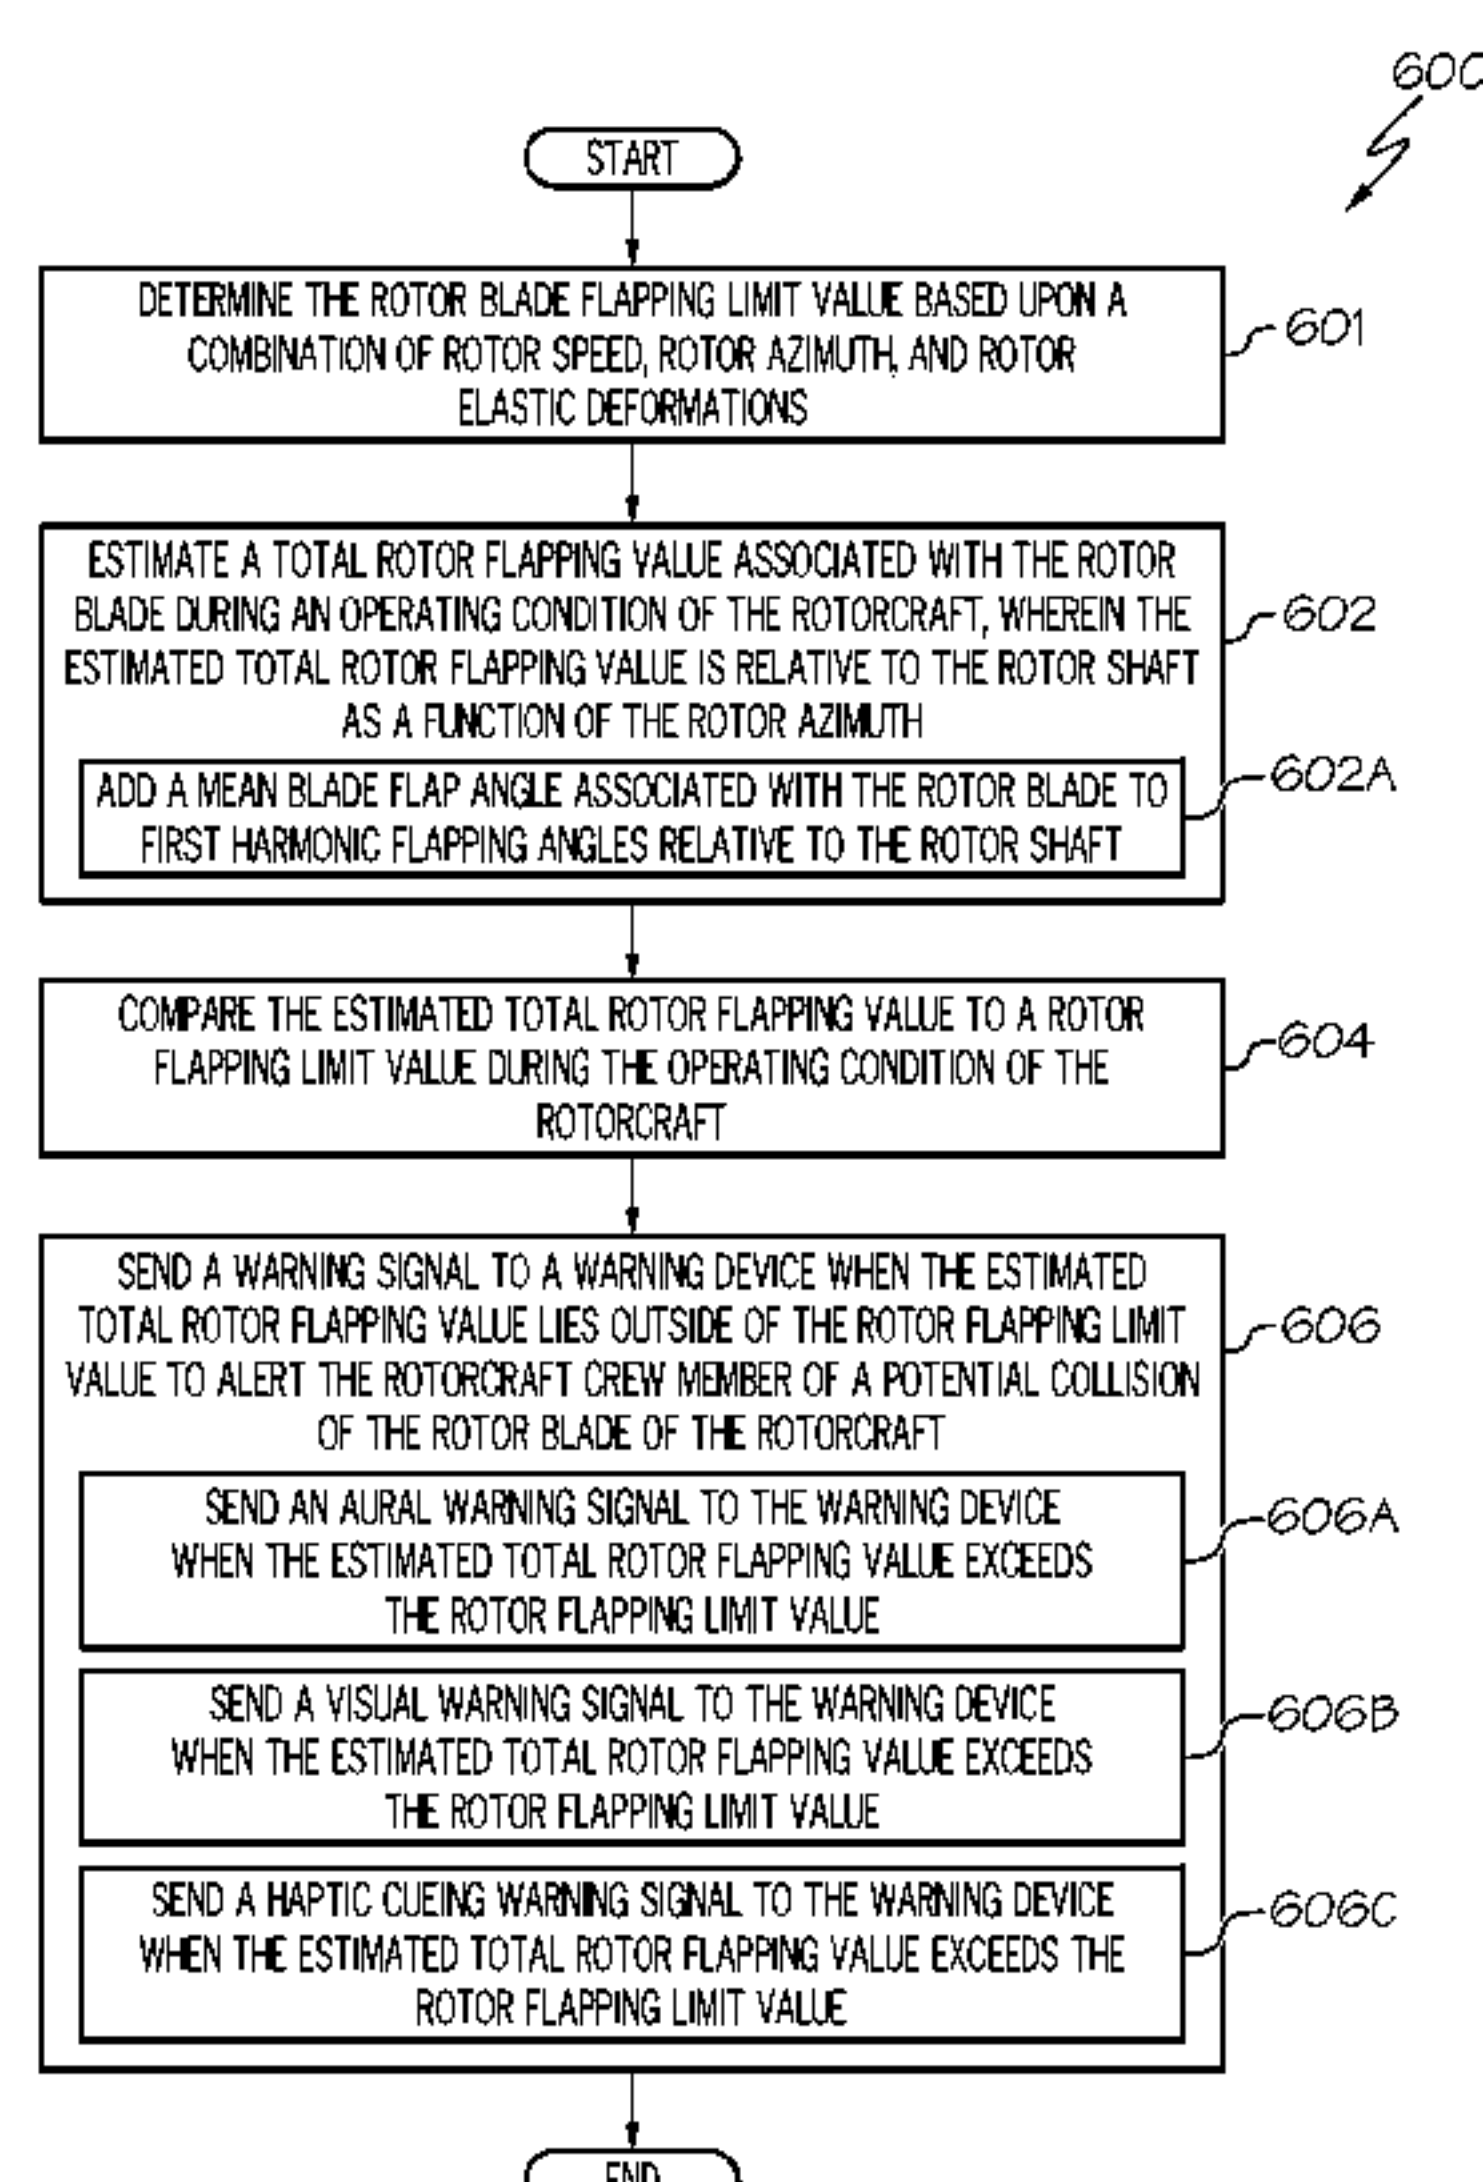 600
START
DETERMINE THE ROTOR BLADE FLAPPING LIMIT VALUE BASED UPON A
COMBINATION OF ROTOR SPEED, ROTOR AZIMUTH, AND ROTOR
ELASTIC DEFORMATIONS
601
ESTIMATE A TOTAL ROTOR FLAPPING VALUE ASSOCIATED WITH THE ROTOR
BLADE DURING AN OPERATING CONDITION OF THE ROTORCRAFT, WHEREIN THE
ESTIMATED TOTAL ROTOR FLAPPING VALUE IS RELATIVE TO THE ROTOR SHAFT
AS A FUNCTION OF THE ROTOR AZIMUTH
602
ADD A MEAN BLADE FLAP ANGLE ASSOCIATED WITH THE ROTOR BLADE TO
FIRST HARMONIC FLAPPING ANGLES RELATIVE TO THE ROTOR SHAFT
602A
COMPARE THE ESTIMATED TOTAL ROTOR FLAPPING VALUE TO A ROTOR
FLAPPING LIMIT VALUE DURING THE OPERATING CONDITION OF THE
ROTORCRAFT
604
SEND A WARNING SIGNAL TO A WARNING DEVICE WHEN THE ESTIMATED
TOTAL ROTOR FLAPPING VALUE LIES OUTSIDE OF THE ROTOR FLAPPING LIMIT
VALUE TO ALERT THE ROTORCRAFT CREW MEMBER OF A POTENTIAL COLLISION
OF THE ROTOR BLADE OF THE ROTORCRAFT
606
SEND AN AURAL WARNING SIGNAL TO THE WARNING DEVICE
WHEN THE ESTIMATED TOTAL ROTOR FLAPPING VALUE EXCEEDS
THE ROTOR FLAPPING LIMIT VALUE
606A
SEND A VISUAL WARNING SIGNAL TO THE WARNING DEVICE
WHEN THE ESTIMATED TOTAL ROTOR FLAPPING VALUE EXCEEDS
THE ROTOR FLAPPING LIMIT VALUE
606B
SEND A HAPTIC CUEING WARNING SIGNAL TO THE WARNING DEVICE
WHEN THE ESTIMATED TOTAL ROTOR FLAPPING VALUE EXCEEDS THE
ROTOR FLAPPING LIMIT VALUE
606C
END